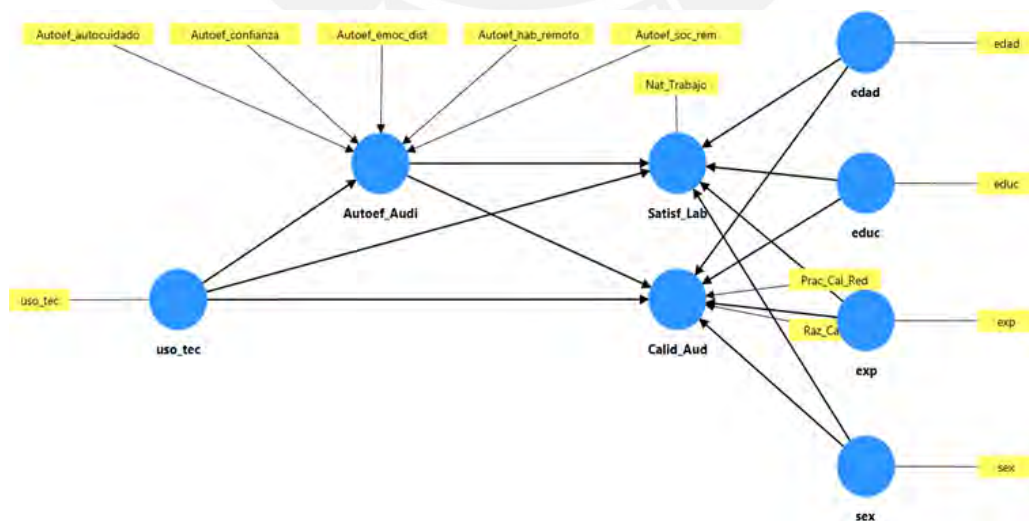 Autoef_autocuidado
Autoef_confianza
Autoef_emoc_dist
Autoef_hab_remoto
Autoef_soc_rem
edad
edad
Nat_Trabajo
Autoef_Audi
Satisf_Lab
educ
educ
uso_tec
uso_tec
Prac_Cal_Red
Calid_Aud
exp
exp
sex
sex